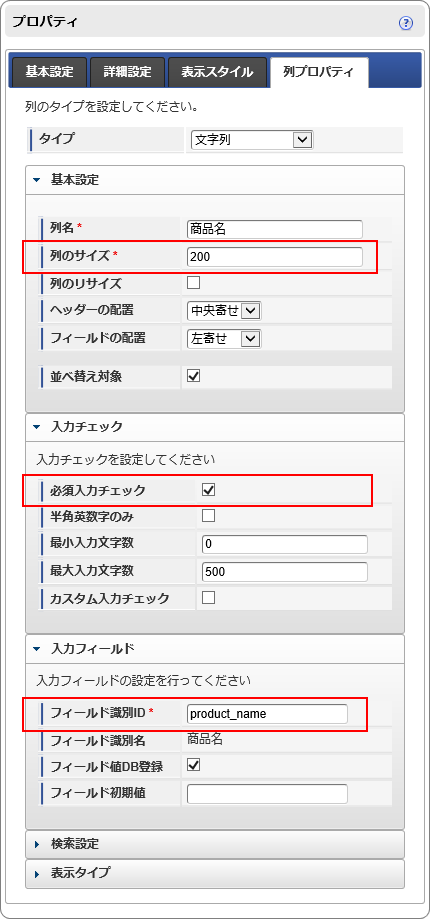 プロパティ ?
基本設定 詳細設定 表示スタイル 列プロパティ
列のタイプを設定してください。
タイプ 文字列
基本設定
列名 * 商品名
列のサイズ * 200
列のリサイズ
ヘッダーの配置 中央寄せ
フィールドの配置 左寄せ
並べ替え対象
入力チェック
入力チェックを設定してください
必須入力チェック
半角英数字のみ
最小入力文字数 0
最大入力文字数 500
カスタム入力チェック
入力フィールド
入力フィールドの設定を行ってください
フィールド識別ID * product_name
フィールド識別名 商品名
フィールド値DB登録
フィールド初期値
検索設定
表示タイプ